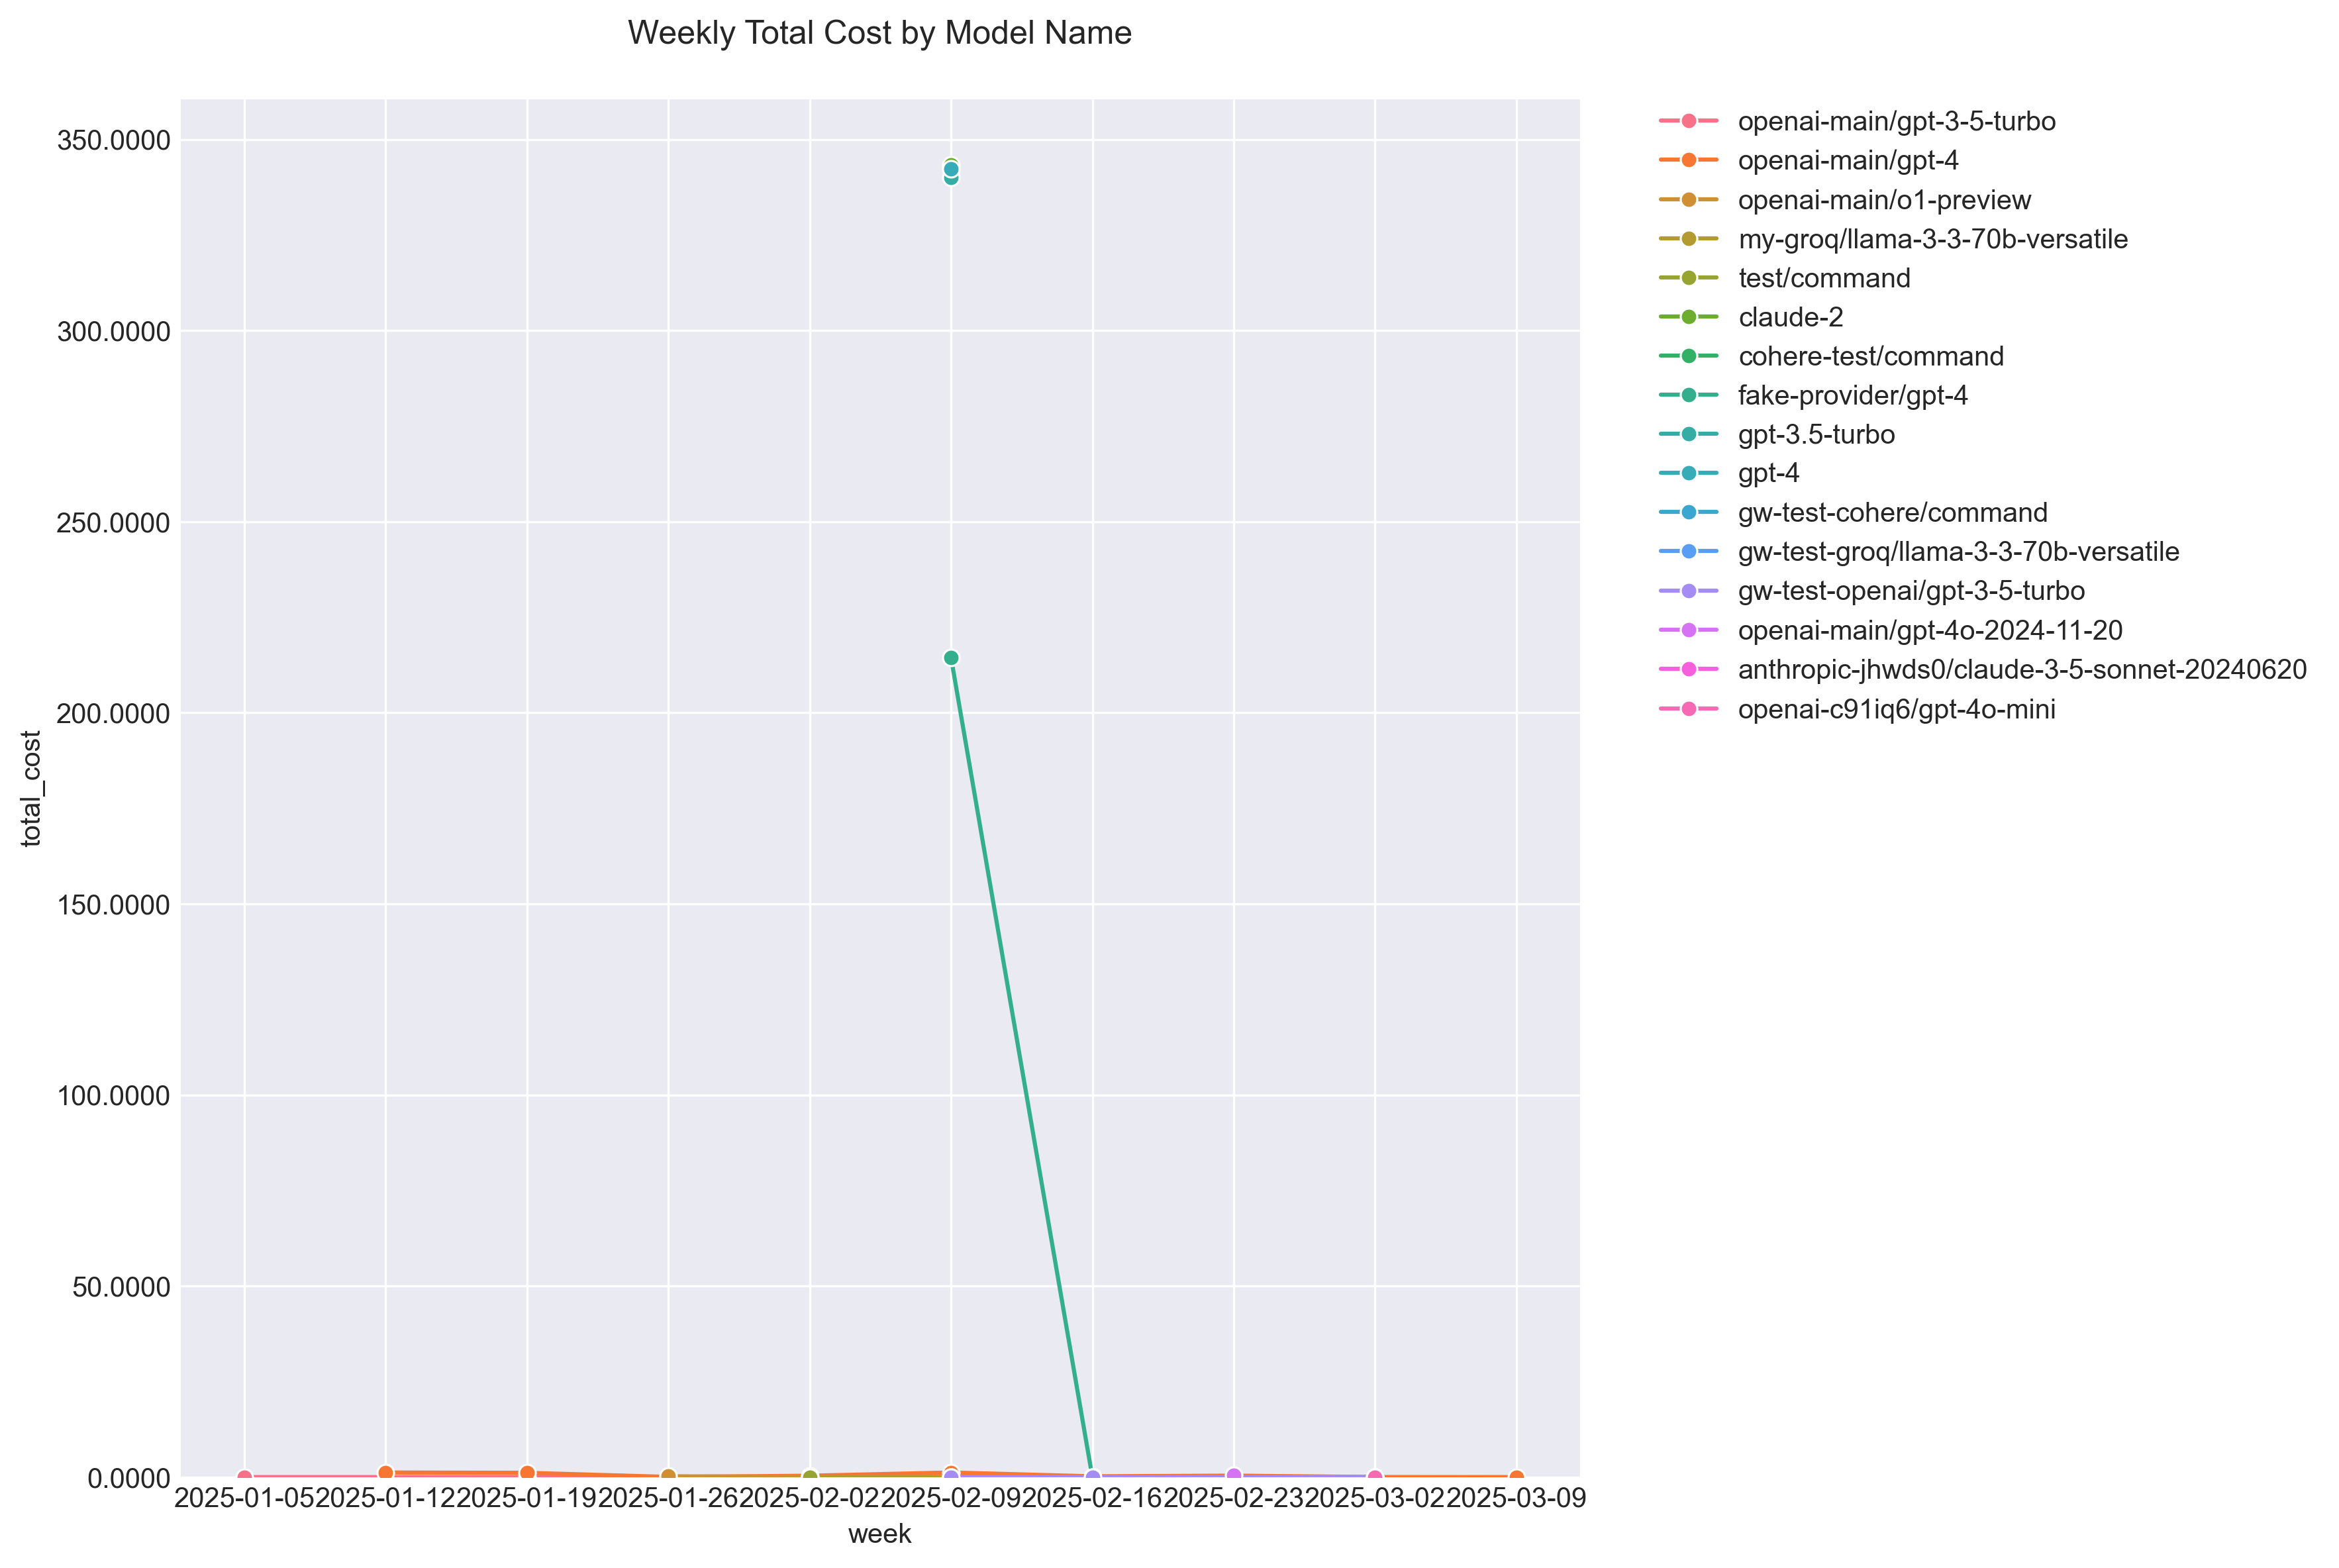 Weekly Total Cost by Model Name
350.0000
300.0000
250.0000
200.0000
150.0000
100.0000
50.0000
0.0000
total_cost
2025-01-05 2025-01-12 2025-01-19 2025-01-26 2025-02-02 2025-02-09 2025-02-16 2025-02-23 2025-03-02 2025-03-09
week
openai-main/gpt-3-5-turbo
openai-main/gpt-4
openai-main/o1-preview
my-groq/llama-3-3-70b-versatile
test/command
claude-2
cohere-test/command
fake-provider/gpt-4
gpt-3.5-turbo
gpt-4
gw-test-cohere/command
gw-test-groq/llama-3-3-70b-versatile
gw-test-openai/gpt-3-5-turbo
openai-main/gpt-4o-2024-11-20
anthropic-jhwds0/claude-3-5-sonnet-20240620
openai-c91iq6/gpt-4o-mini